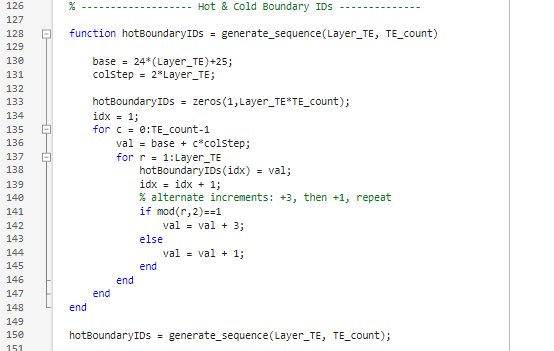 126 % ------------------- Hot & Cold Boundary IDs --------------
127
128 function hotBoundaryIDs = generate_sequence(Layer_TE, TE_count)
129
130 base = 24*(Layer_TE)+25;
131 colStep = 2*Layer_TE;
132
133 hotBoundaryIDs = zeros(1,Layer_TE*TE_count);
134 idx = 1;
135 for c = 0:TE_count-1
136 val = base + c*colStep;
137 for r = 1:Layer_TE
138 hotBoundaryIDs(idx) = val;
139 idx = idx + 1;
140 % alternate increments: +3, then +1, repeat
141 if mod(r,2)==1
142 val = val + 3;
143 else
144 val = val + 1;
145 end
146 end
147 end
148 end
149
150 hotBoundaryIDs = generate_sequence(Layer_TE, TE_count);
151